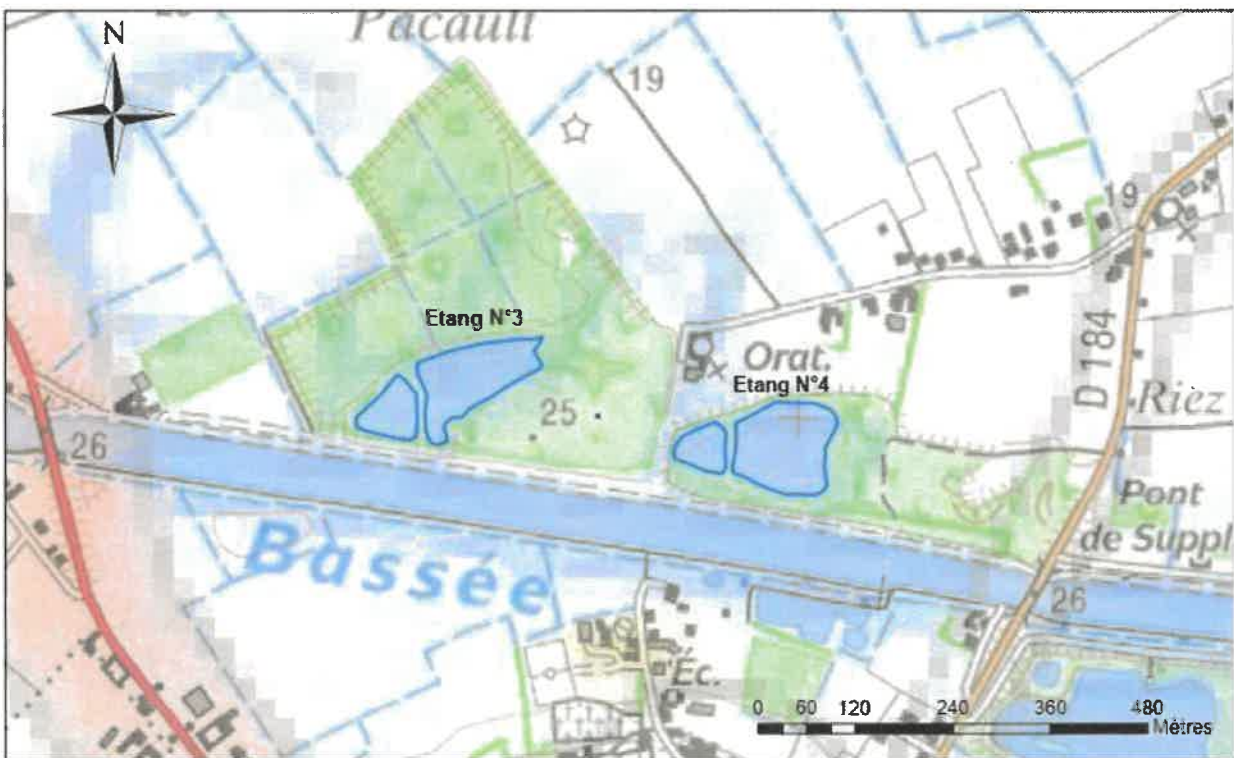 Pacault
N
19
Etang N°3
19
Orat.
Etang N°4
D 184
Riez
25
26
Pont
de Suppl
Bassée
26
Éc.
0 60 120 240 360 480
Mètres